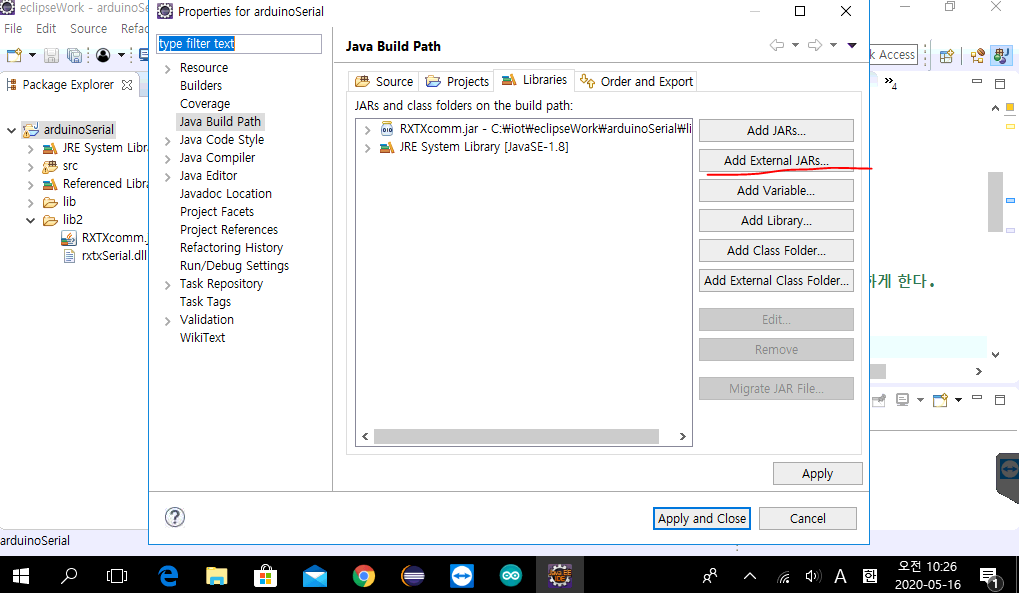 eclipseWork - arduinoS
File Edit Source Refa
Package Explorer
arduinoSerial
JRE System Libra
src
Referenced Libra
lib
lib2
RXTXcomm.
rxtxSerial.dll
arduinoSerial
Properties for arduinoSerial
type filter text
Resource
Builders
Coverage
Java Build Path
Java Code Style
Java Compiler
Java Editor
Javadoc Location
Project Facets
Project References
Refactoring History
Run/Debug Settings
Task Repository
Task Tags
Validation
WikiText
Java Build Path
Source Projects Libraries Order and Export
JARs and class folders on the build path:
RXTXcomm.jar - C:₩iot₩eclipseWork₩arduinoSerial₩li
JRE System Library [JavaSE-1.8]
Add JARs...
Add External JARs...
Add Variable...
Add Library...
Add Class Folder...
Add External Class Folder...
Edit...
Remove
Migrate JAR File...
Apply
Apply and Close Cancel
k Access
»4
하게 한다.
A 한
오전 10:26
2020-05-16
1